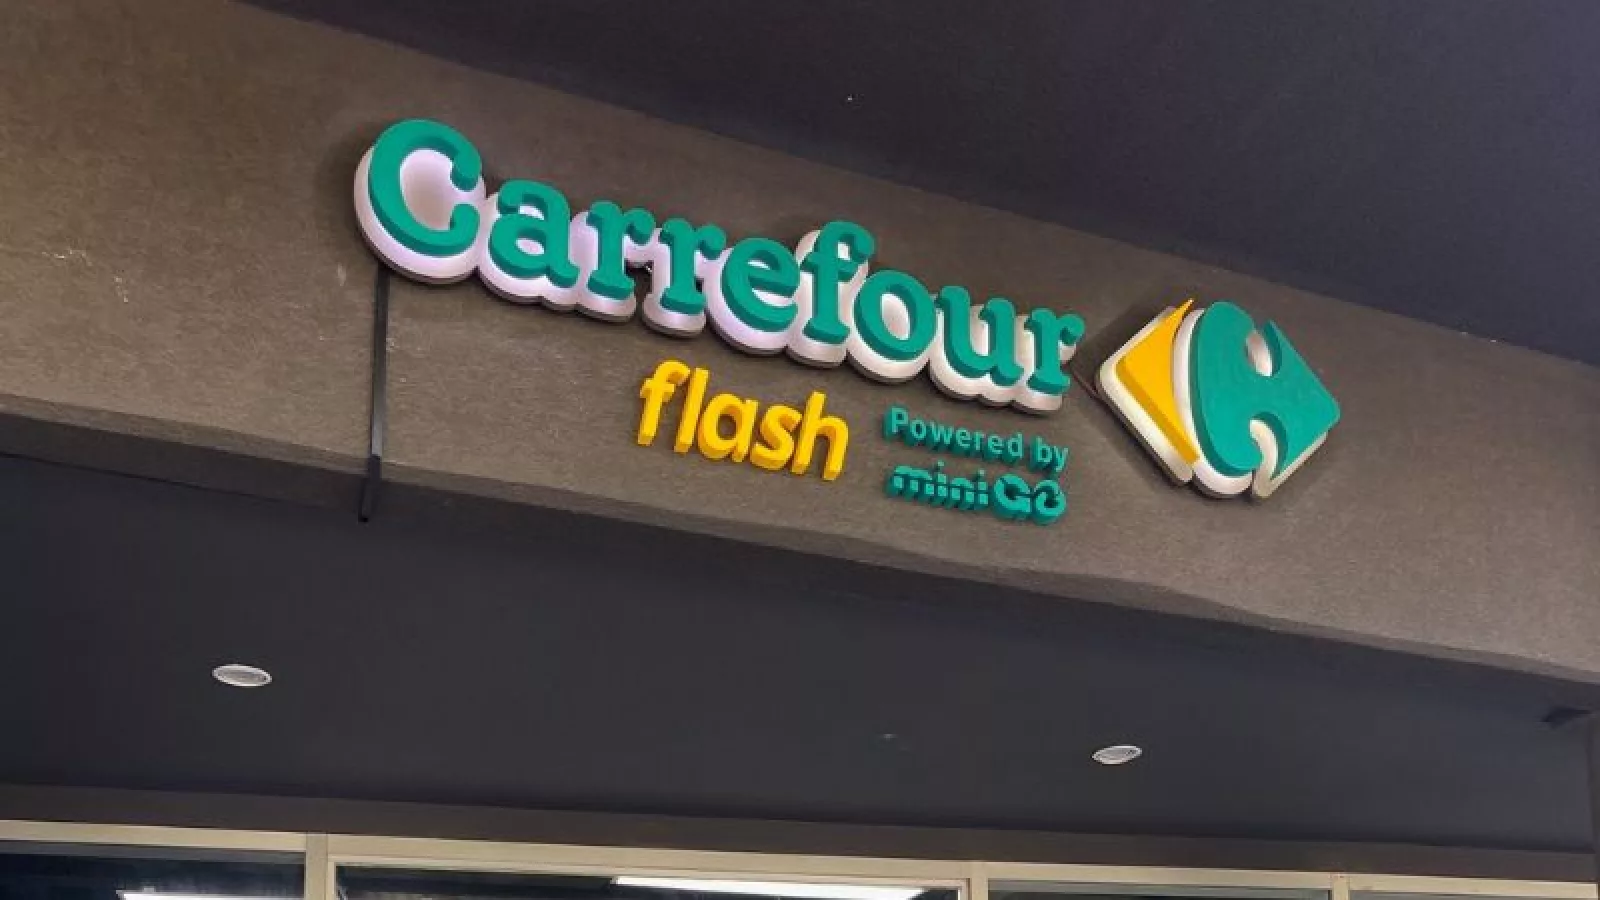 Carrefour
flash
Powered by
miniGO